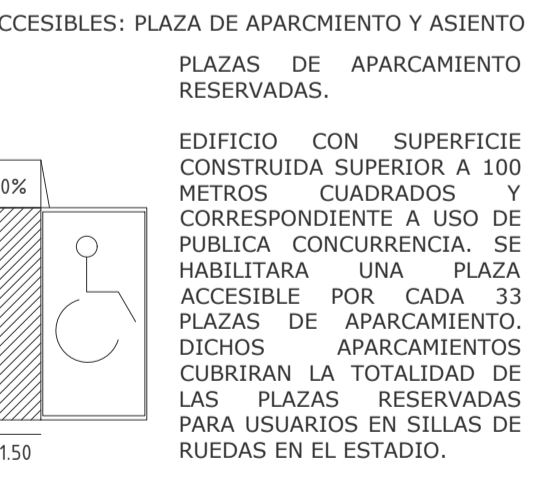 CCESIBLES: PLAZA DE APARCMIENTO Y ASIENTO
PLAZAS DE APARCAMIENTO
RESERVADAS.
EDIFICIO CON SUPERFICIE
CONSTRUIDA SUPERIOR A 100
METROS CUADRADOS Y
CORRESPONDIENTE A USO DE
PUBLICA CONCURRENCIA. SE
HABILITARA UNA PLAZA
ACCESIBLE POR CADA 33
PLAZAS DE APARCAMIENTO.
DICHOS APARCAMIENTOS
CUBRIRAN LA TOTALIDAD DE
LAS PLAZAS RESERVADAS
PARA USUARIOS EN SILLAS DE
RUEDAS EN EL ESTADIO.
0%
1.50